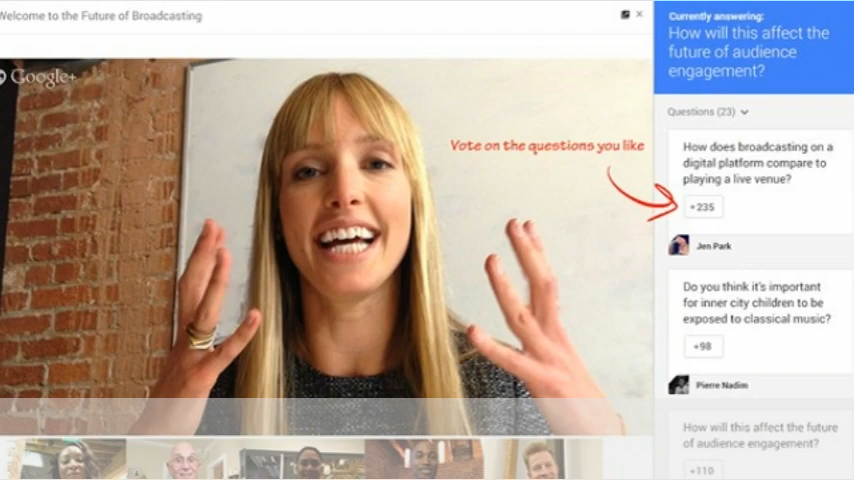 Welcome to the Future of Broadcasting
Google+
Vote on the questions you like
Currently answering:
How will this affect the
future of audience
engagement?
Questions (23)
How does broadcasting on a
digital platform compare to
playing a live venue?
+235
Jen Park
Do you think it's important
for inner city children to be
exposed to classical music?
+98
Pierre Nadim
How will this affect the future
of audience engagement?
+110